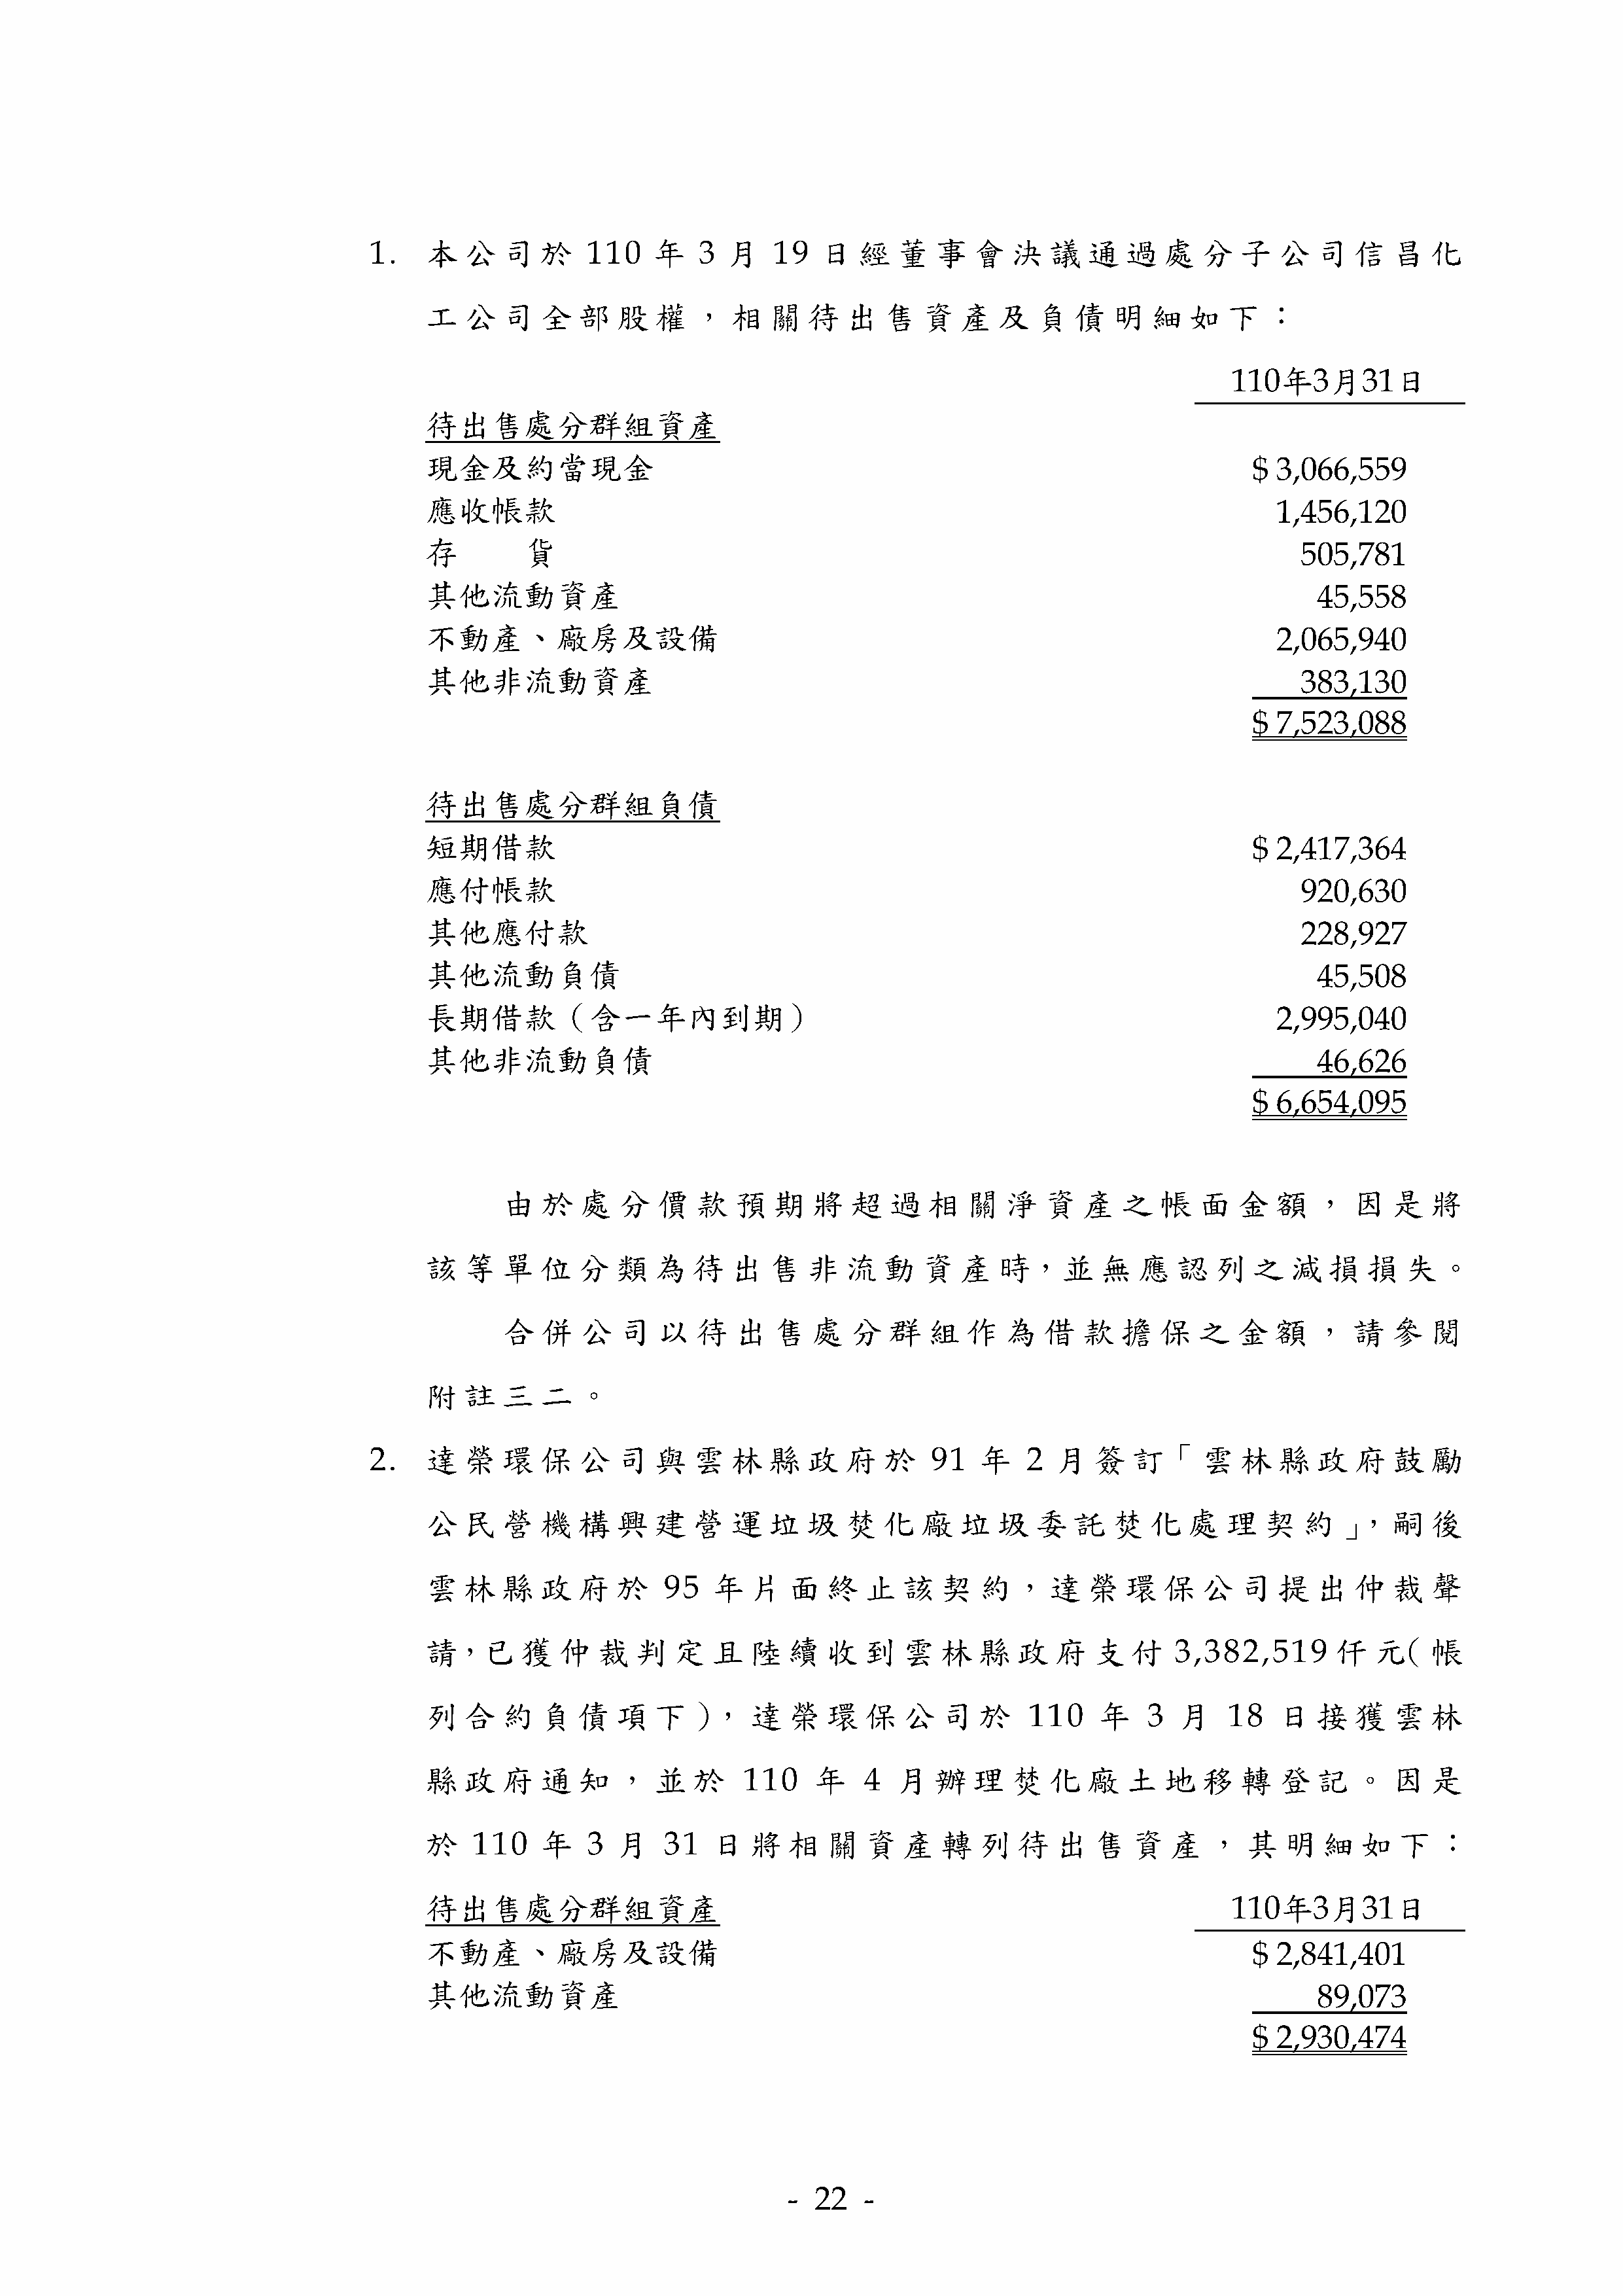 1. 本公司於 110 年 3 月 19 日經董事會決議通過處分子公司信昌化
工公司全部股權，相關待出售資產及負債明細如下：
110年3月31日
待出售處分群組資產
現金及約當現金 $ 3,066,559
應收帳款 1,456,120
存　　貨 505,781
其他流動資產 45,558
不動產、廠房及設備 2,065,940
其他非流動資產 383,130
$ 7,523,088
待出售處分群組負債
短期借款 $ 2,417,364
應付帳款 920,630
其他應付款 228,927
其他流動負債 45,508
長期借款（含一年內到期） 2,995,040
其他非流動負債 46,626
$ 6,654,095
由於處分價款預期將超過相關淨資產之帳面金額，因是將
該等單位分類為待出售非流動資產時，並無應認列之減損損失。
合併公司以待出售處分群組作為借款擔保之金額，請參閱
附註三二。
2. 達榮環保公司與雲林縣政府於 91 年 2 月簽訂「雲林縣政府鼓勵
公民營機構興建營運垃圾焚化廠垃圾委託焚化處理契約」，嗣後
雲林縣政府於 95 年片面終止該契約，達榮環保公司提出仲裁聲
請，已獲仲裁判定且陸續收到雲林縣政府支付 3,382,519 仟元（帳
列合約負債項下），達榮環保公司於 110 年 3 月 18 日接獲雲林
縣政府通知，並於 110 年 4 月辦理焚化廠土地移轉登記。因是
於 110 年 3 月 31 日將相關資產轉列待出售資產，其明細如下：
待出售處分群組資產 110年3月31日
不動產、廠房及設備 $ 2,841,401
其他流動資產 89,073
$ 2,930,474
- 22 -